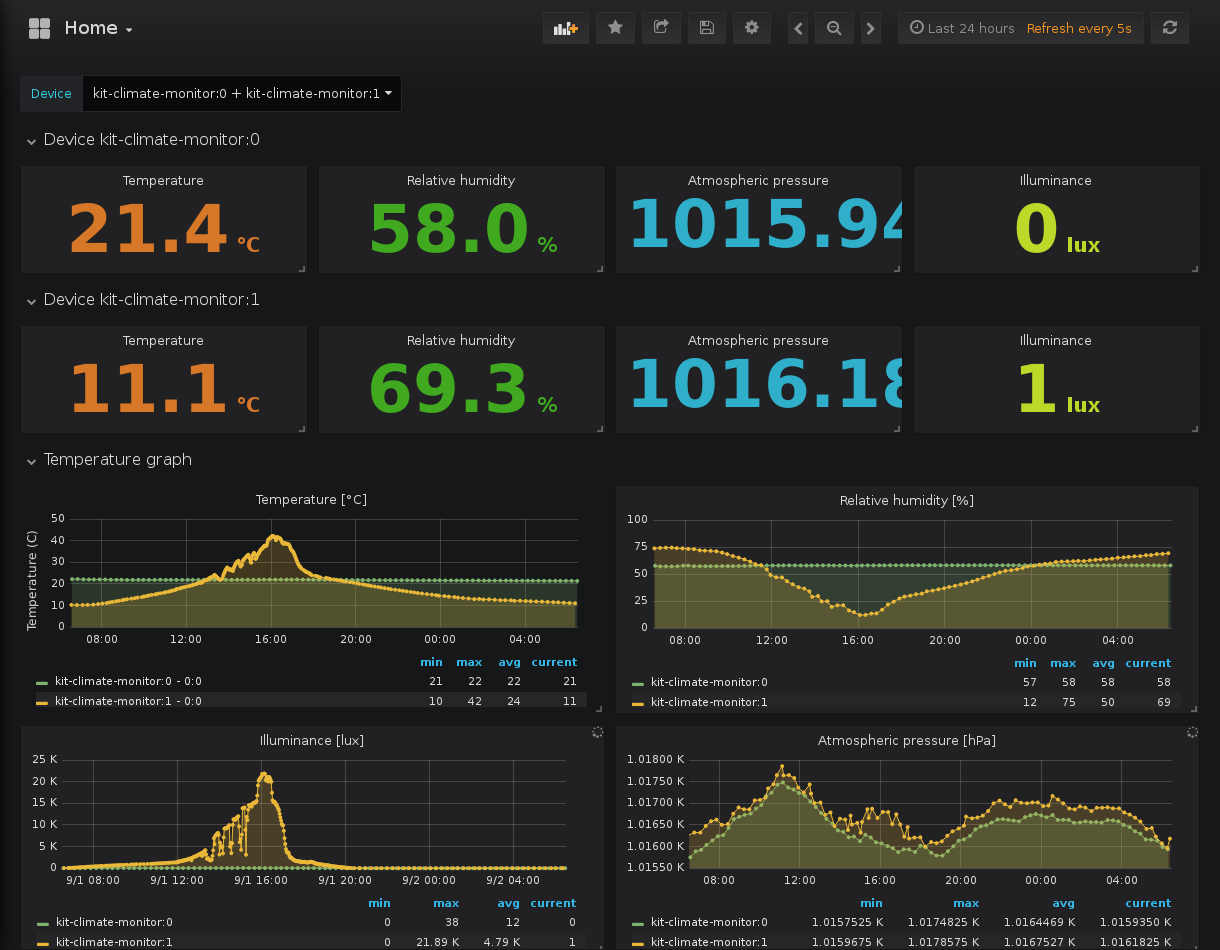 Home
Last 24 hours Refresh every 5s
Device kit-climate-monitor:0 + kit-climate-monitor:1
Device kit-climate-monitor:0
Temperature Relative humidity Atmospheric pressure Illuminance
21.4 °C 58.0 % 1015.94 0 lux
Device kit-climate-monitor:1
Temperature Relative humidity Atmospheric pressure Illuminance
11.1 °C 69.3 % 1016.18 1 lux
Temperature graph
Temperature [°C]
Temperature (C)
50
40
30
20
10
0
08:00 12:00 16:00 20:00 00:00 04:00
min max avg current
kit-climate-monitor:0 - 0:0 21 22 22 21
kit-climate-monitor:1 - 0:0 10 42 24 11
Relative humidity [%]
100
75
50
25
0
08:00 12:00 16:00 20:00 00:00 04:00
min max avg current
kit-climate-monitor:0 57 58 58 58
kit-climate-monitor:1 12 75 50 69
Illuminance [lux]
25 K
20 K
15 K
10 K
5 K
0
9/1 08:00 9/1 12:00 9/1 16:00 9/1 20:00 9/2 00:00 9/2 04:00
min max avg current
kit-climate-monitor:0 0 38 12 0
kit-climate-monitor:1 0 21.89 K 4.79 K 1
Atmospheric pressure [hPa]
1.01800 K
1.01750 K
1.01700 K
1.01650 K
1.01600 K
1.01550 K
08:00 12:00 16:00 20:00 00:00 04:00
min max avg current
kit-climate-monitor:0 1.0157525 K 1.0174825 K 1.0164469 K 1.0159350 K
kit-climate-monitor:1 1.0159675 K 1.0178575 K 1.0167527 K 1.0161825 K